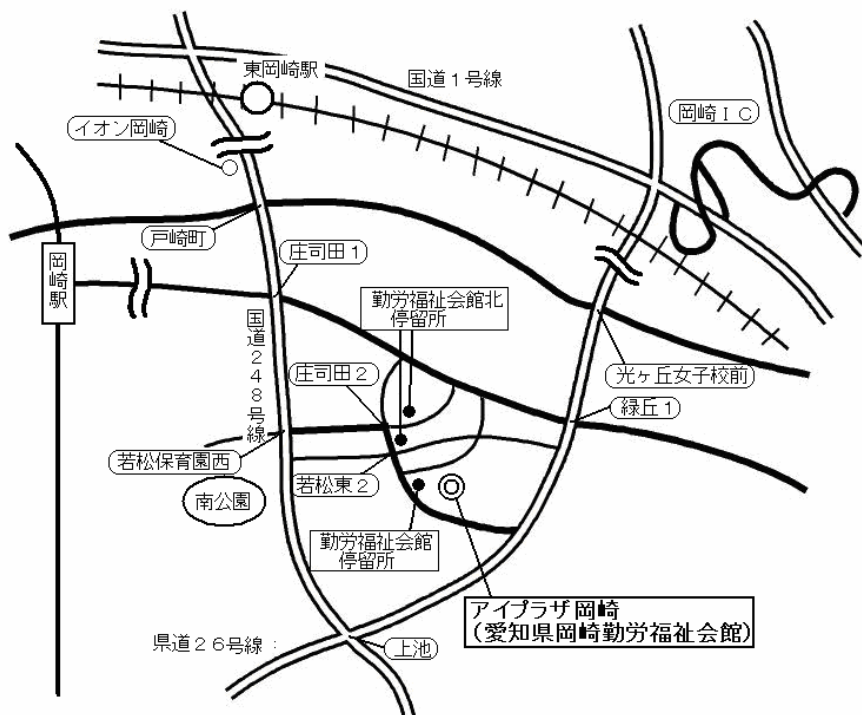 東岡崎駅
国道１号線
岡崎ＩＣ
イオン岡崎
戸崎町
岡崎駅
庄司田１
勤労福祉会館北
停留所
国道２４８号線
庄司田２
光ヶ丘女子校前
緑丘１
若松保育園西
若松東２
南公園
勤労福祉会館
停留所
アイプラザ岡崎
（愛知県岡崎勤労福祉会館）
県道２６号線：
上池